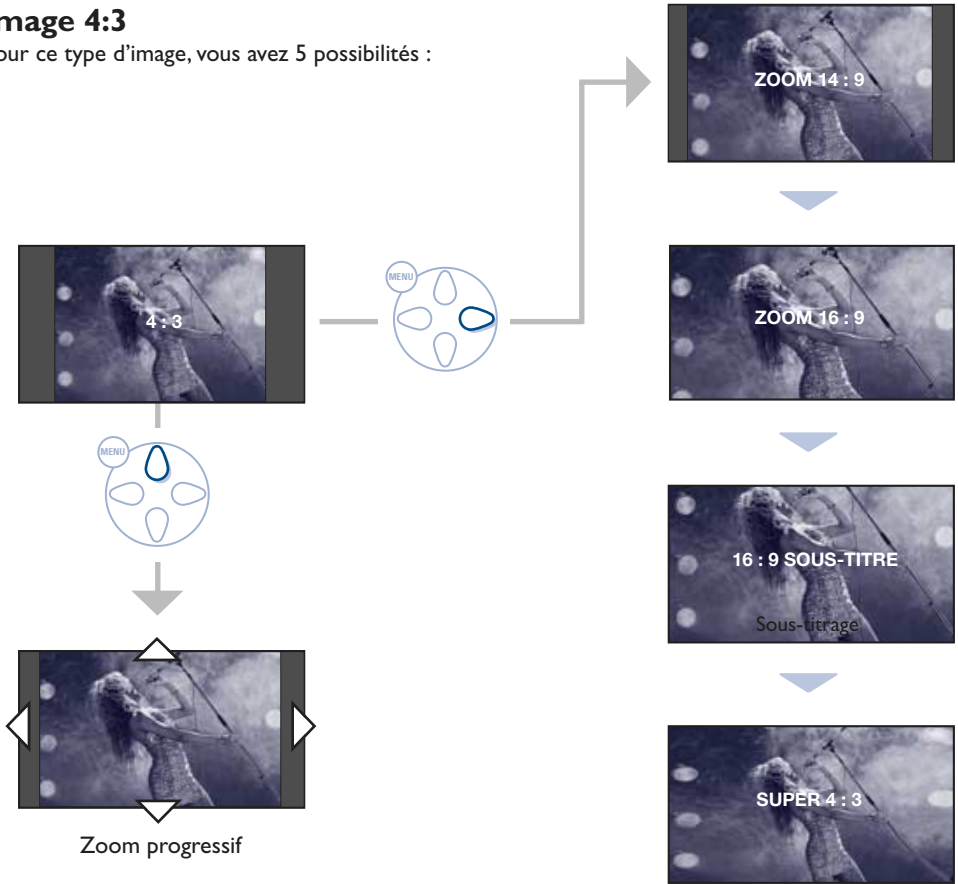 mage 4:3
our ce type d’image, vous avez 5 possibilités :
ZOOM 14 : 9
4 : 3
MENU
ZOOM 16 : 9
MENU
16 : 9 SOUS-TITRE
Sous-titrage
Zoom progressif
SUPER 4 : 3